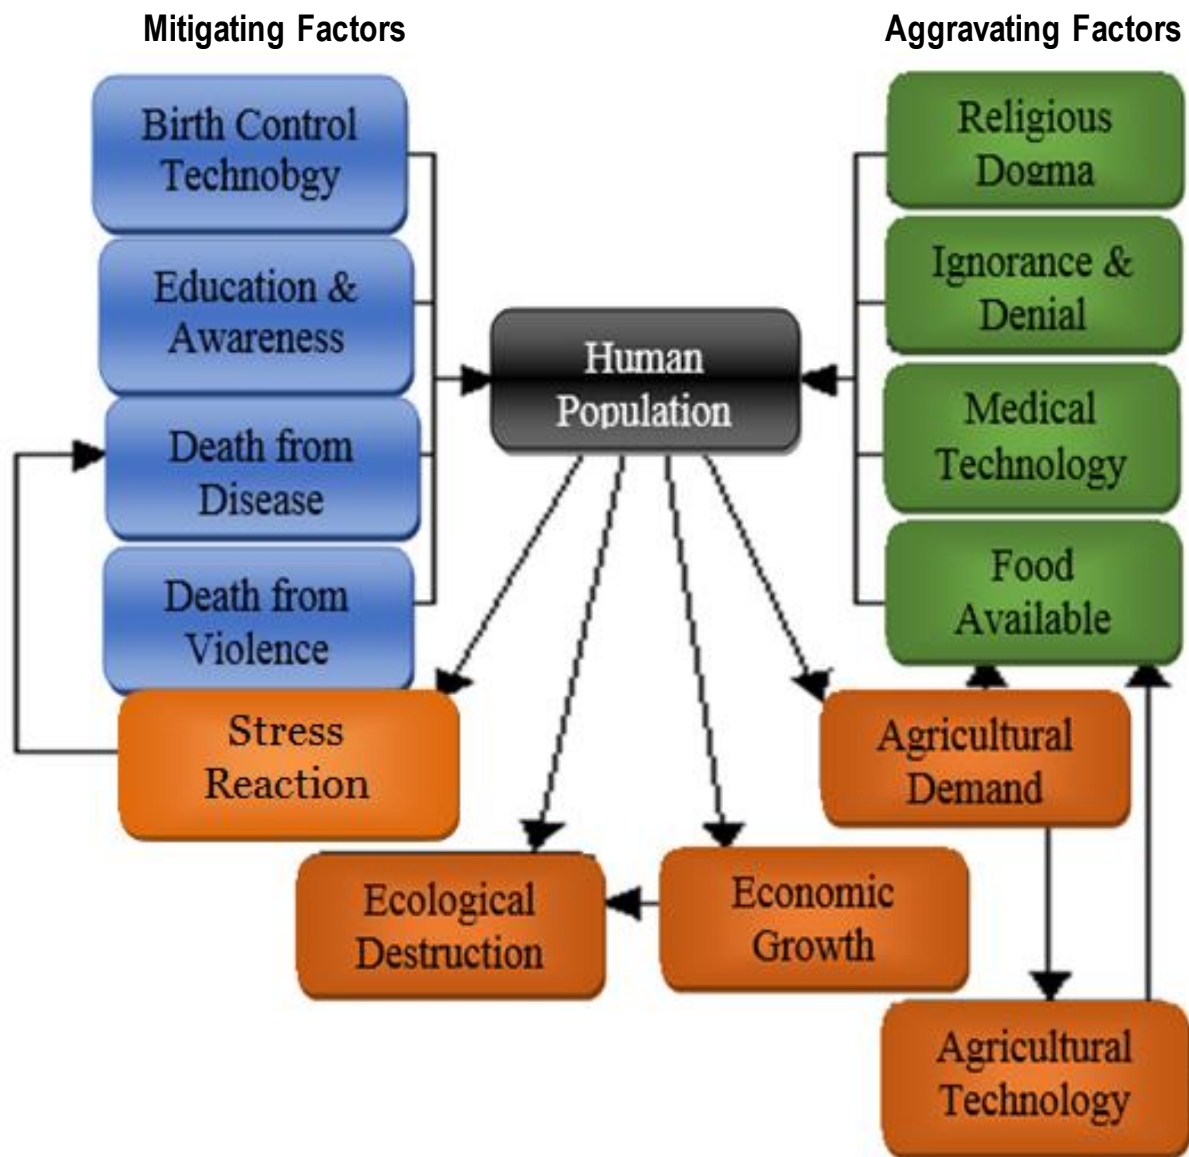 Mitigating Factors
Aggravating Factors
Birth Control
Technobgy
Education &
Awareness
Death from
Disease
Death from
Violence
Stress
Reaction
Human
Population
Religious
Dogma
Ignorance &
Denial
Medical
Technology
Food
Available
Agricultural
Demand
Ecological
Destruction
Economic
Growth
Agricultural
Technology